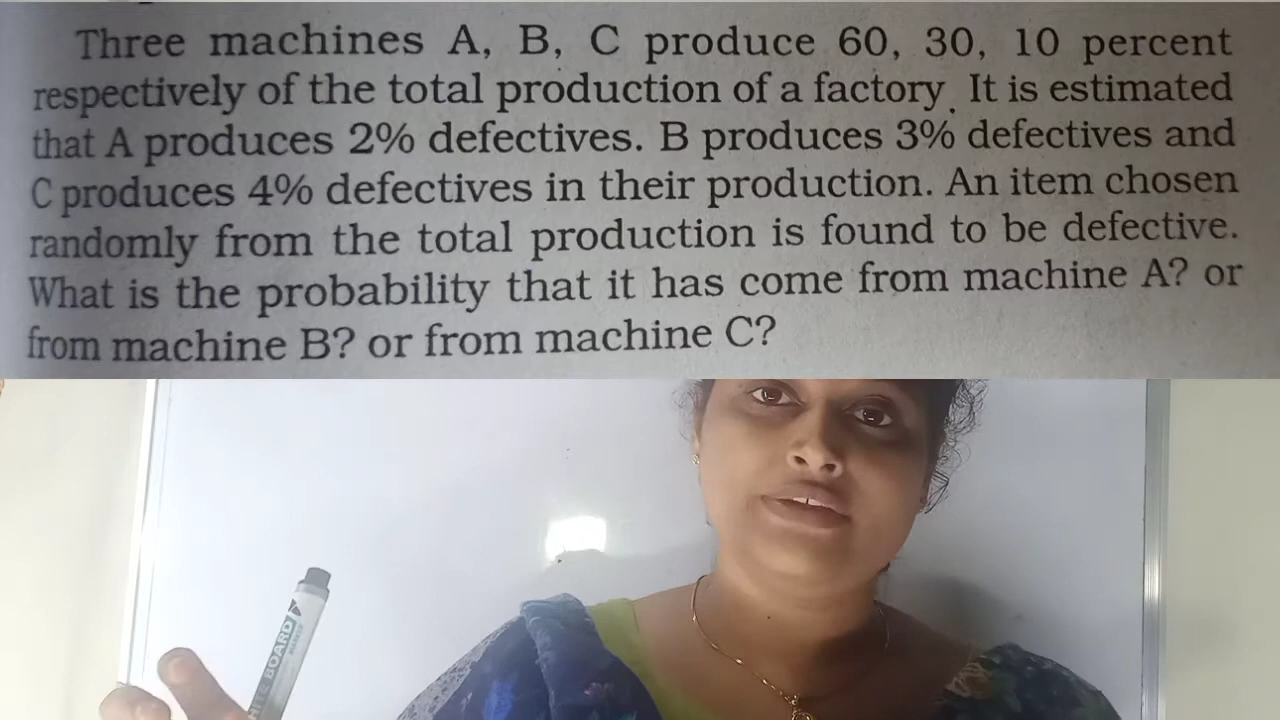 Three machines A, B, C produce 60, 30, 10 percent
respectively of the total production of a factory. It is estimated
that A produces 2% defectives. B produces 3% defectives and
C produces 4% defectives in their production. An item chosen
randomly from the total production is found to be defective.
What is the probability that it has come from machine A? or
from machine B? or from machine C?
WHITE BOARD